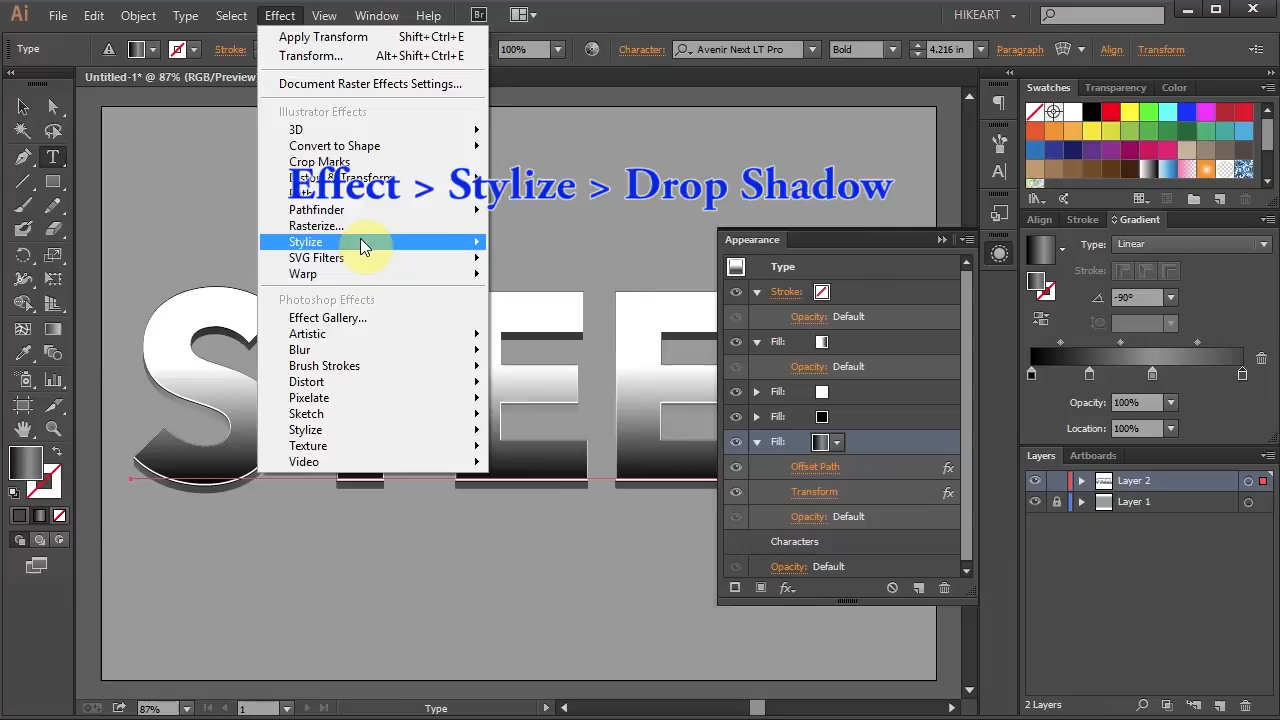 Ai File Edit Object Type Select Effect View Window Help Br HIKEART
Type Stroke: 100% Character: Avenir Next LT Pro Bold 4.216 in Paragraph Align Transform
Untitled-1* @ 87% (RGB/Preview)
Apply Transform Shift+Ctrl+E
Transform... Alt+Shift+Ctrl+E
Document Raster Effects Settings...
Illustrator Effects
3D
Convert to Shape
Crop Marks
Effect > Stylize > Drop Shadow
Pathfinder
Rasterize...
Stylize
SVG Filters
Warp
Photoshop Effects
Effect Gallery...
Artistic
Blur
Brush Strokes
Distort
Pixelate
Sketch
Stylize
Texture
Video
Appearance
Type
Stroke:
Opacity: Default
Fill:
Opacity: Default
Fill:
Fill:
Fill:
Offset Path fx
Transform fx
Opacity: Default
Characters
Opacity: Default
fx
Swatches Transparency Color
Align Stroke Gradient
Type: Linear
Stroke:
-90°
Opacity: 100%
Location: 100%
Layers Artboards
Layer 2
Layer 1
2 Layers
87% 1 Type